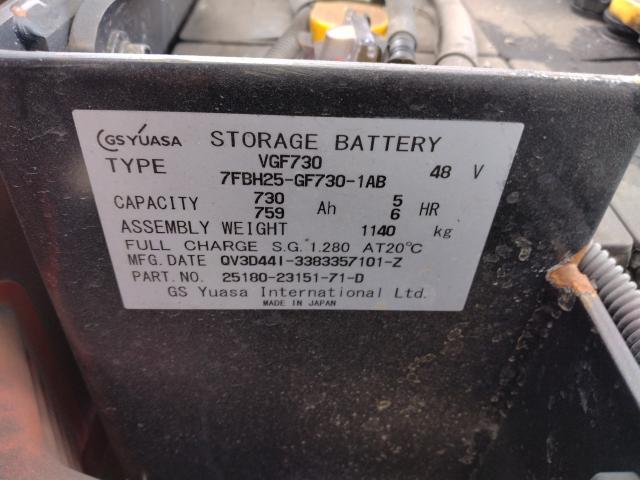 GS YUASA STORAGE BATTERY
TYPE VGF730 48 V
7FBH25-GF730-1AB
CAPACITY 730 Ah 5 HR
759 6
ASSEMBLY WEIGHT 1140 kg
FULL CHARGE S.G. 1.280 AT20℃
MFG.DATE QV3D44I-3383357101-Z
PART.NO. 25180-23151-71-D
GS Yuasa International Ltd.
MADE IN JAPAN